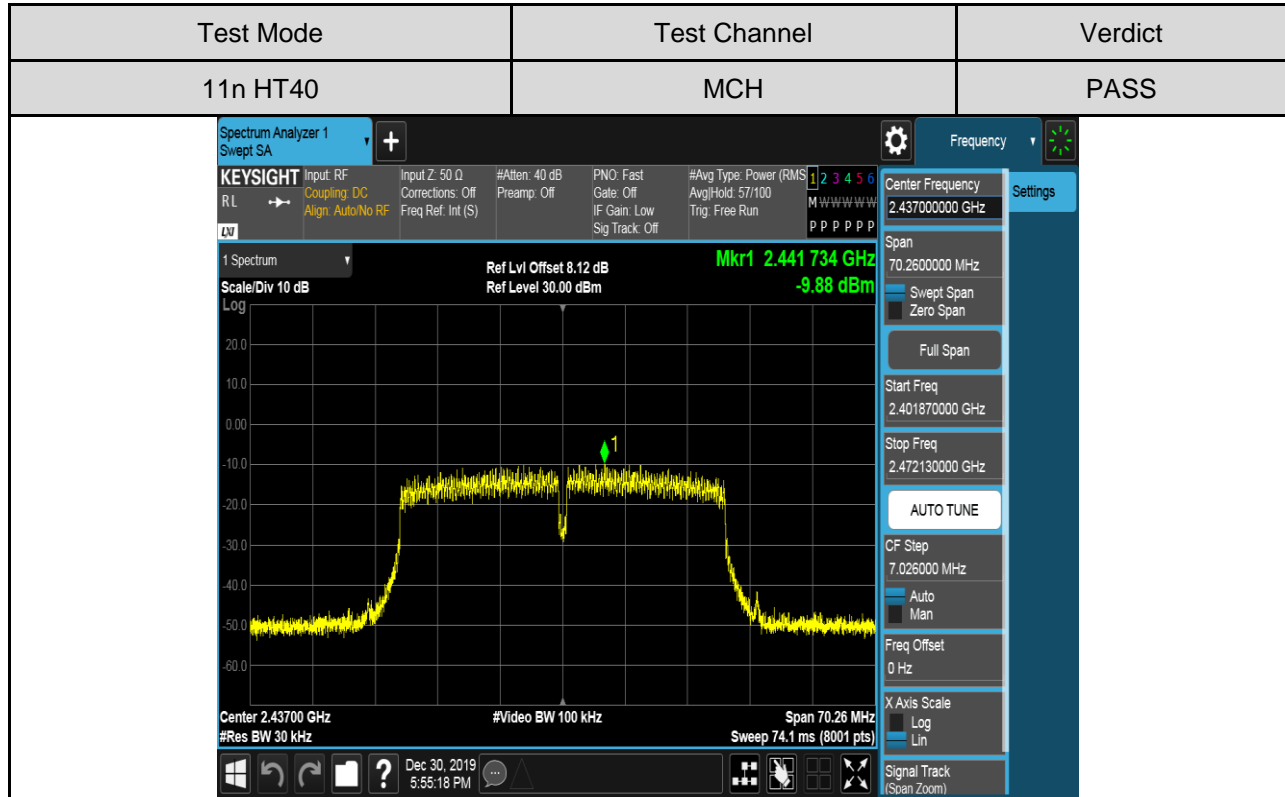 Test Mode Test Channel Verdict
11n HT40 MCH PASS
Spectrum Analyzer 1
Swept SA
+
Frequency
KEYSIGHT
RL
LXI
Input: RF
Coupling: DC
Align: Auto/No RF
Input Z: 50 Ω
Corrections: Off
Freq Ref: Int (S)
#Atten: 40 dB
Preamp: Off
PNO: Fast
Gate: Off
IF Gain: Low
Sig Track: Off
#Avg Type: Power (RMS
Avg|Hold: 57/100
Trig: Free Run
1 2 3 4 5 6
M W W W W W
P P P P P P
Center Frequency
2.437000000 GHz
Settings
1 Spectrum
Scale/Div 10 dB
Ref Lvl Offset 8.12 dB
Ref Level 30.00 dBm
Mkr1 2.441 734 GHz
-9.88 dBm
Log
20.0
10.0
0.00
-10.0
-20.0
-30.0
-40.0
-50.0
-60.0
1
Center 2.43700 GHz
#Res BW 30 kHz
#Video BW 100 kHz
Span 70.26 MHz
Sweep 74.1 ms (8001 pts)
Span
70.2600000 MHz
Swept Span
Zero Span
Full Span
Start Freq
2.401870000 GHz
Stop Freq
2.472130000 GHz
AUTO TUNE
CF Step
7.026000 MHz
Auto
Man
Freq Offset
0 Hz
X Axis Scale
Log
Lin
Signal Track
(Span Zoom)
?
Dec 30, 2019
5:55:18 PM